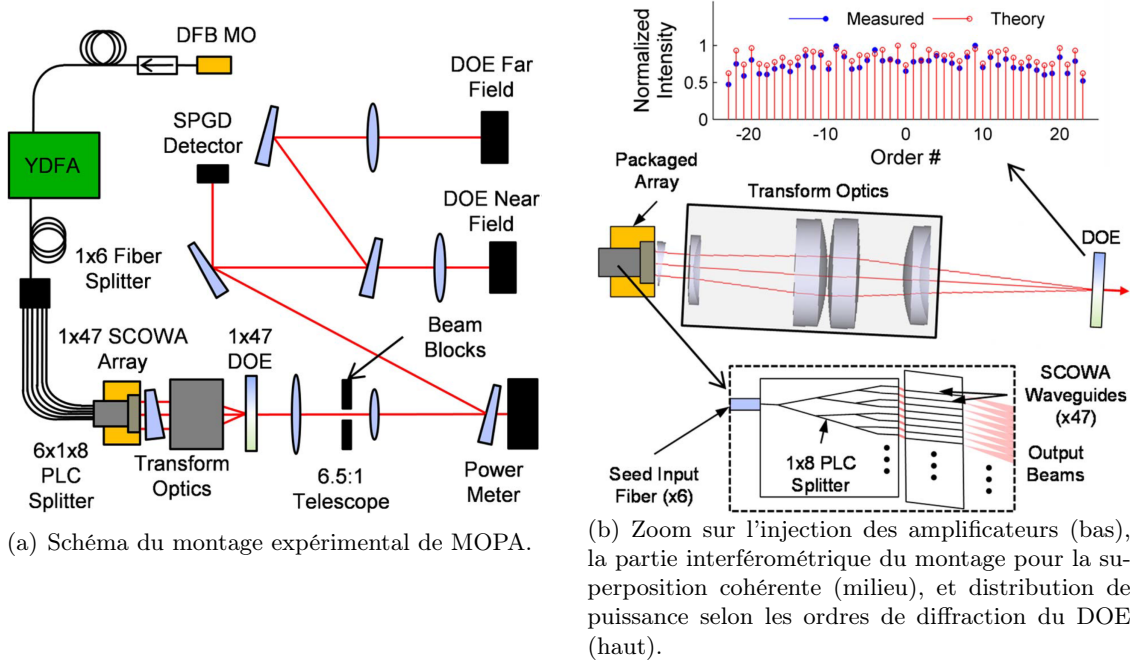 DFB MO
YDFA
1x6 Fiber
Splitter
SPGD
Detector
DOE Far
Field
DOE Near
Field
1x47 SCOWA
Array
1x47
DOE
Beam
Blocks
6x1x8
PLC
Splitter
Transform
Optics
6.5:1
Telescope
Power
Meter
(a) Schéma du montage expérimental de MOPA.
Measured
Theory
Normalized
Intensity
1
0.5
0
-20
-10
0
10
20
Order #
Packaged
Array
Transform Optics
DOE
SCOWA
Waveguides
(x47)
Output
Beams
Seed Input
Fiber (x6)
1x8 PLC
Splitter
(b) Zoom sur l'injection des amplificateurs (bas),
la partie interférométrique du montage pour la su-
perposition cohérente (milieu), et distribution de
puissance selon les ordres de diffraction du DOE
(haut).